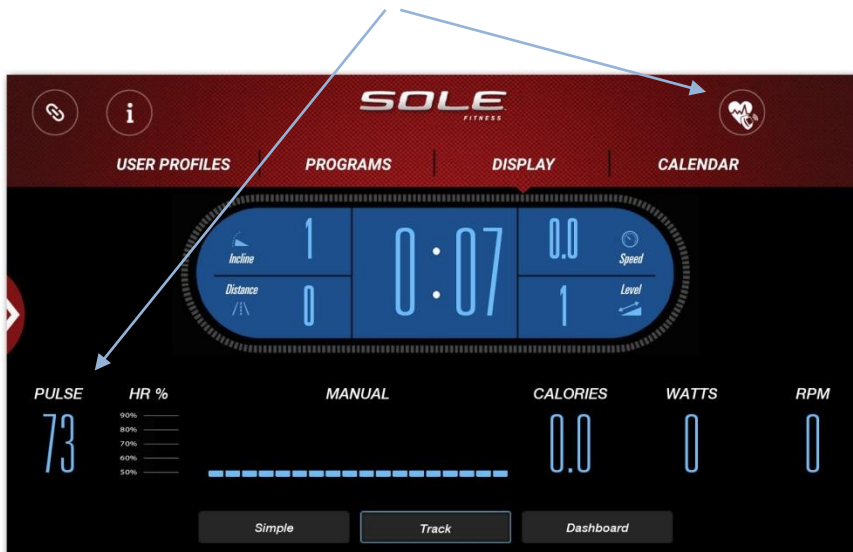 i
SOLE
FITNESS
USER PROFILES PROGRAMS DISPLAY CALENDAR
Incline 1
0:07
0.0 Speed
Distance 0
1 Level
PULSE HR % MANUAL CALORIES WATTS RPM
73
90%
80%
70%
60%
50%
0.0 0 0
Simple Track Dashboard